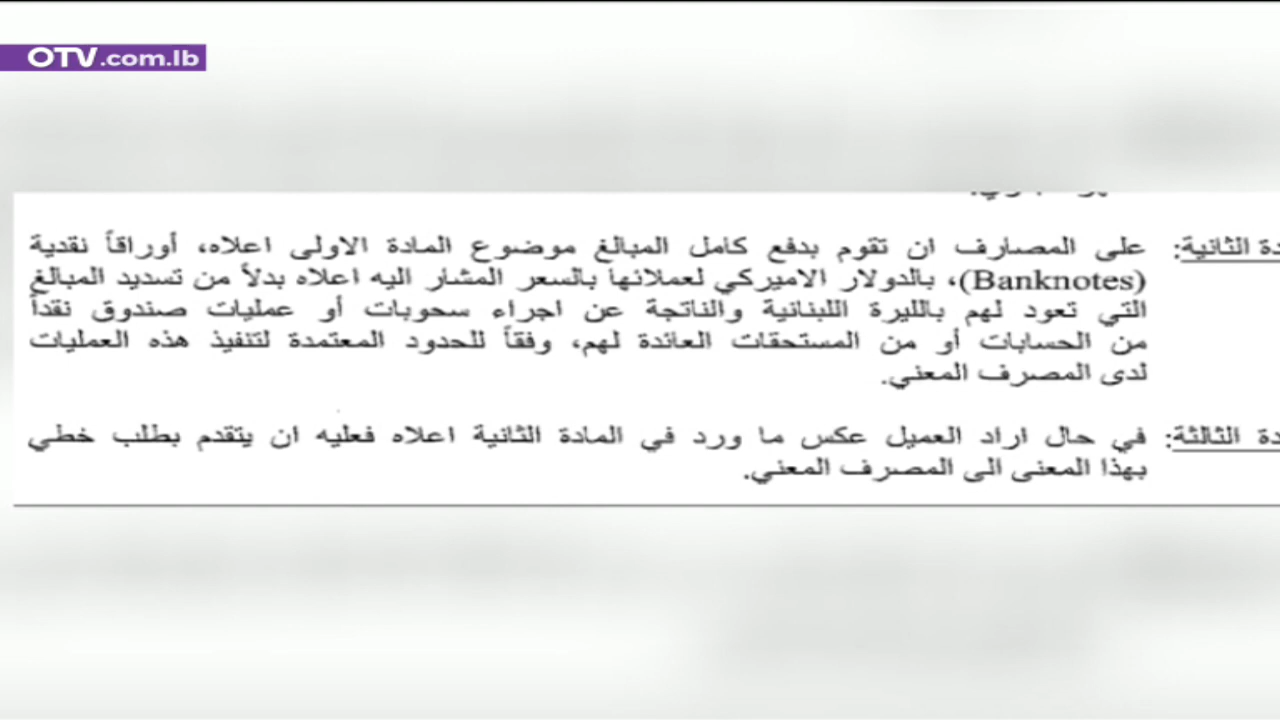 OTV.com.lb
دة الثانية: على المصارف ان تقوم بدفع كامل المبالغ موضوع المادة الاولى اعلاه، أوراقاً نقدية
(Banknotes)، بالدولار الاميركي لعملائها بالسعر المشار اليه اعلاه بدلاً من تسديد المبالغ
التي تعود لهم بالليرة اللبنانية والناتجة عن اجراء سحوبات أو عمليات صندوق نقداً
من الحسابات أو من المستحقات العائدة لهم، وفقاً للحدود المعتمدة لتنفيذ هذه العمليات
لدى المصرف المعني.
دة الثالثة: في حال اراد العميل عكس ما ورد في المادة الثانية اعلاه فعليه ان يتقدم بطلب خطي
بهذا المعنى الى المصرف المعني.